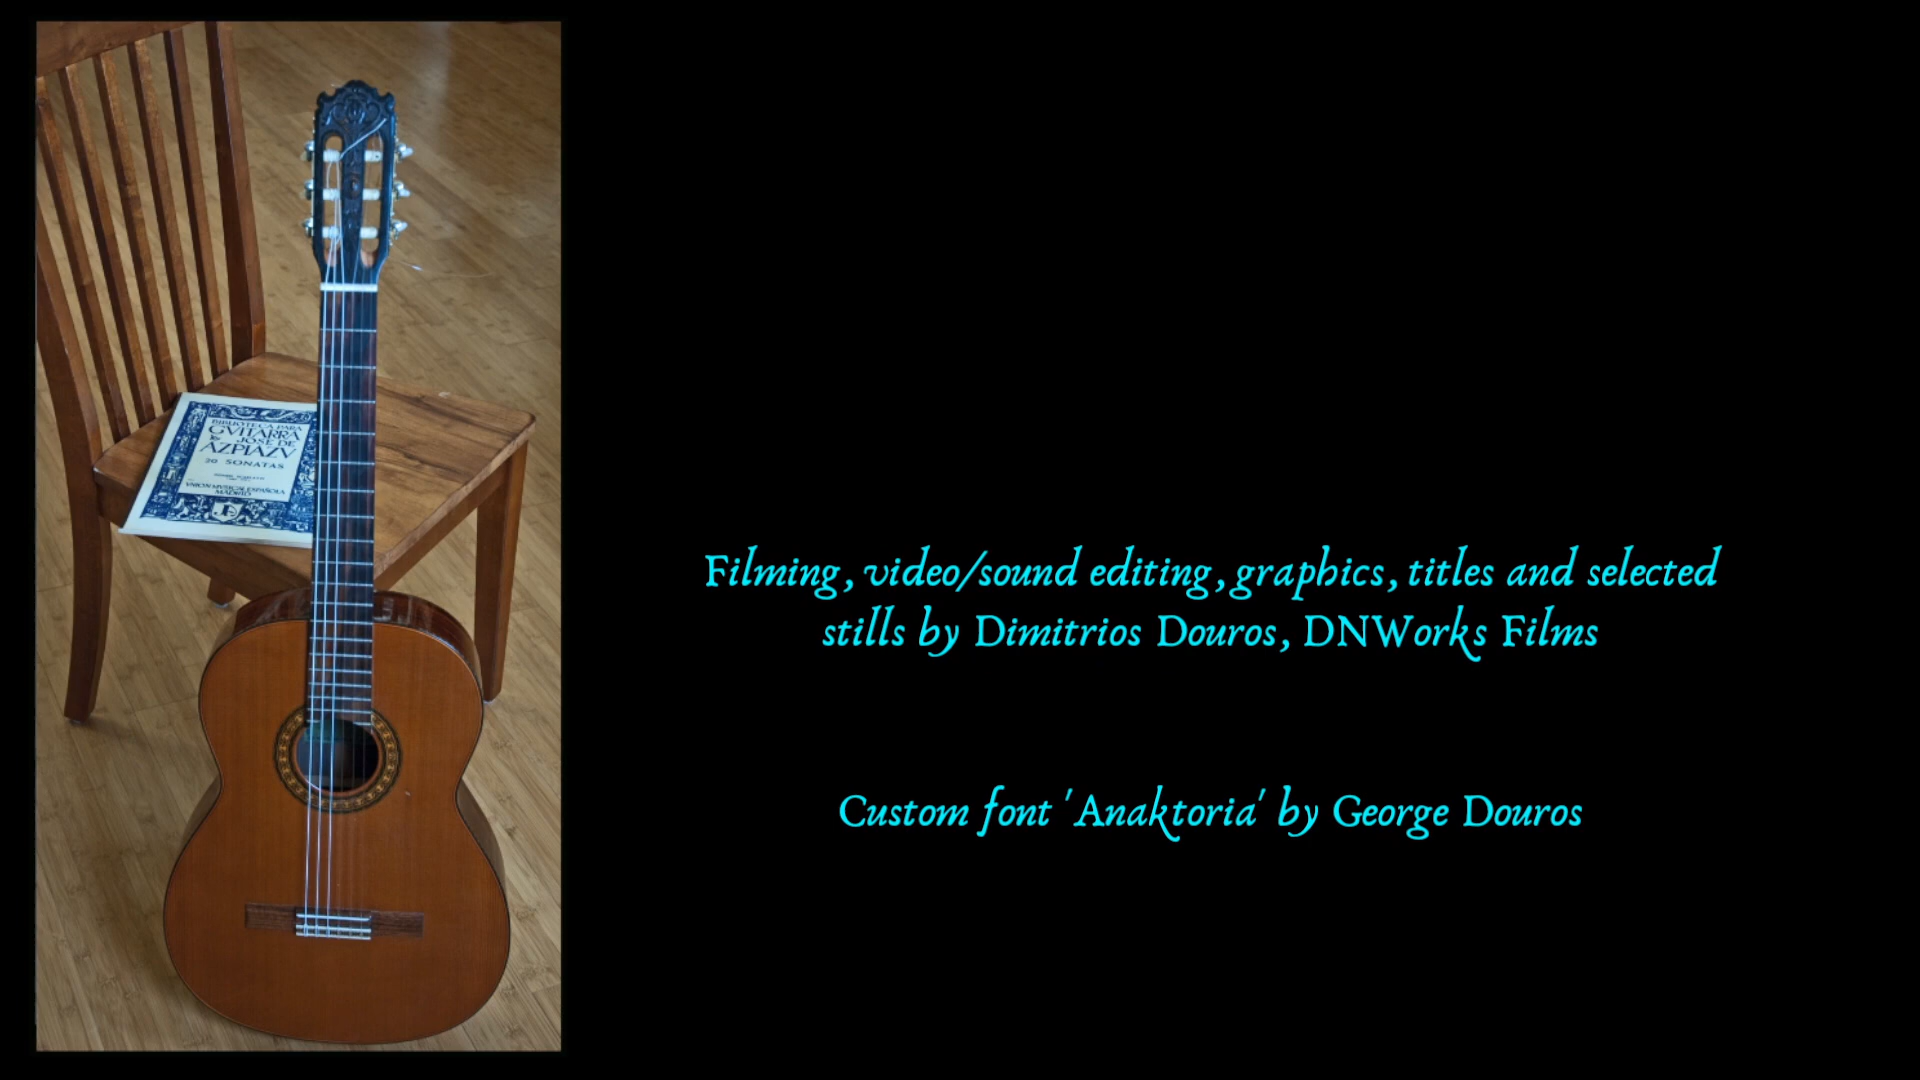 BIBLIOTECA PARA
GVITARRA
JOSE DE
AZPIAZV
20 SONATAS
VNION MVSICAL ESPAÑOLA
MADRID
Filming, video/sound editing, graphics, titles and selected
stills by Dimitrios Douros, DNWorks Films
Custom font 'Anaktoria' by George Douros